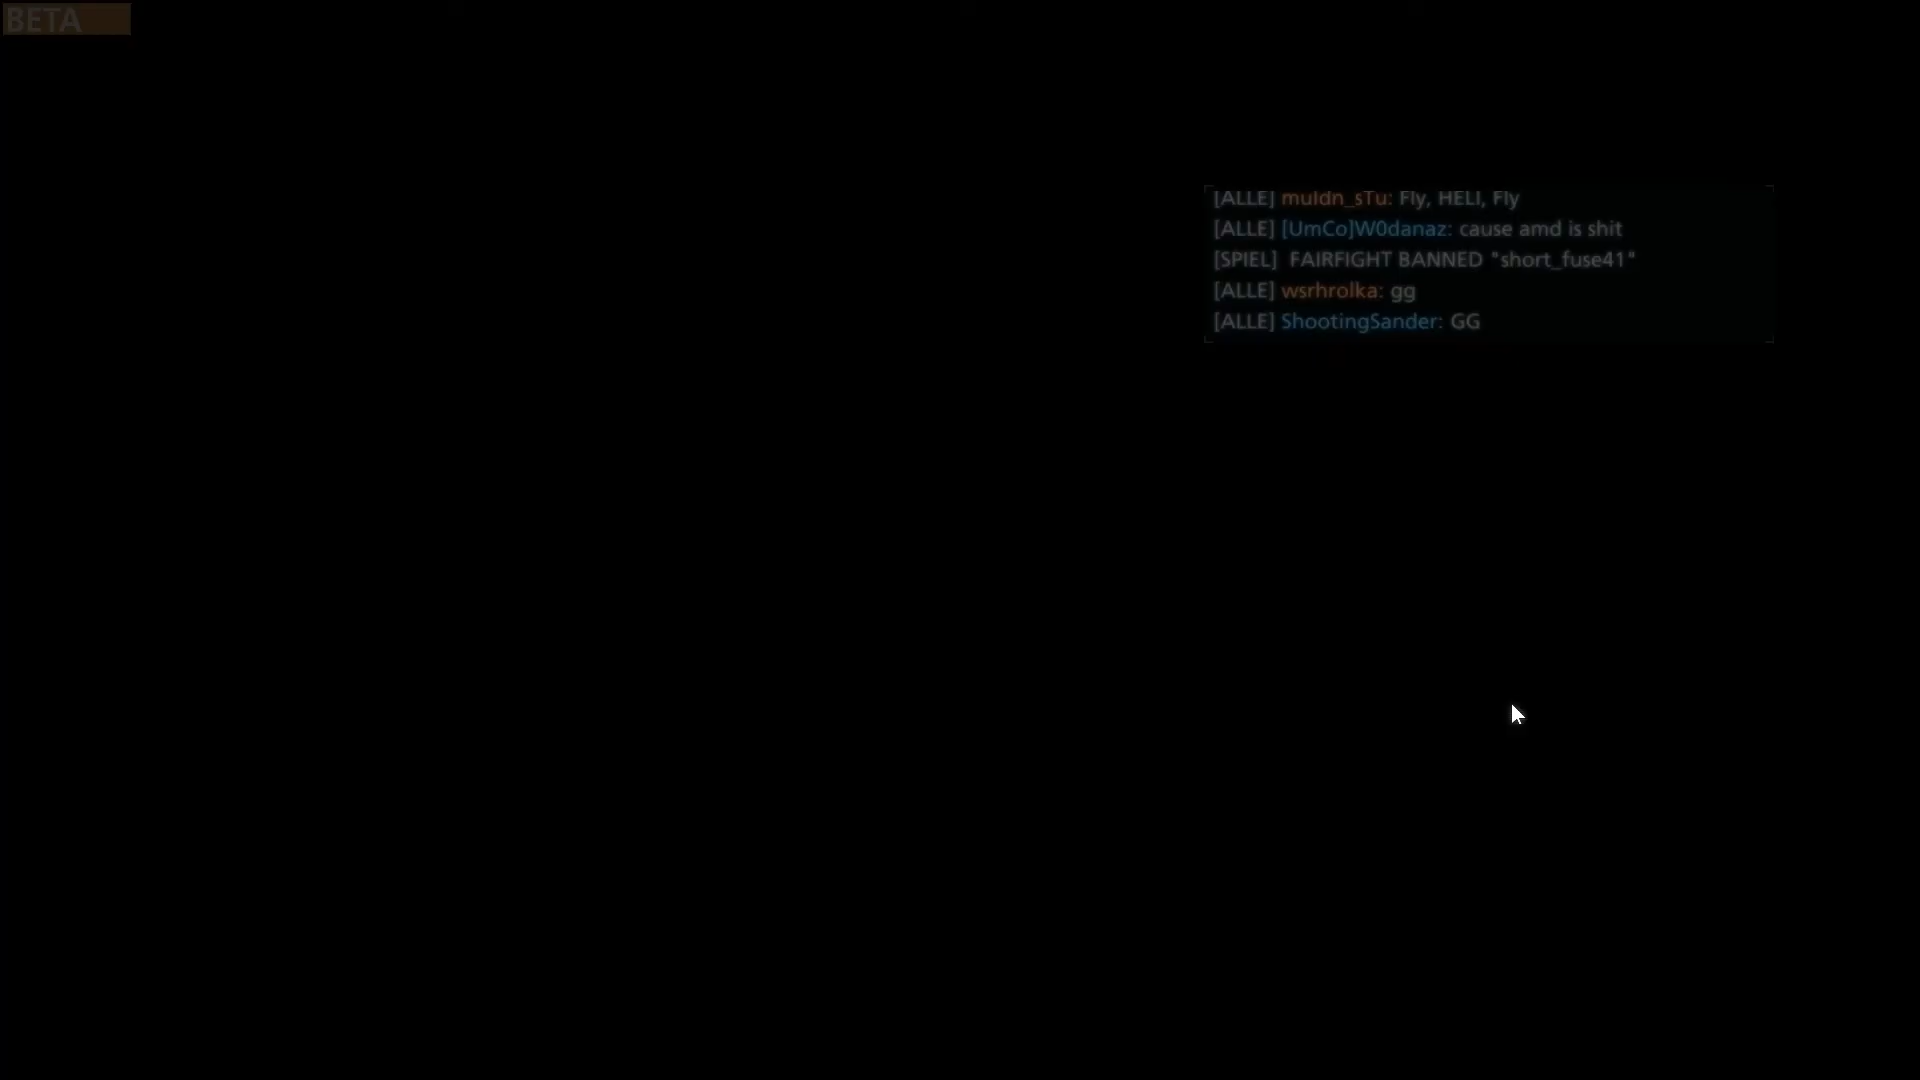 BETA
[ALLE] muldn_sTu: Fly, HELI, Fly
[ALLE] [UmCo]W0danaz: cause amd is shit
[SPIEL] FAIRFIGHT BANNED "short_fuse41"
[ALLE] wsrhrolka: gg
[ALLE] ShootingSander: GG